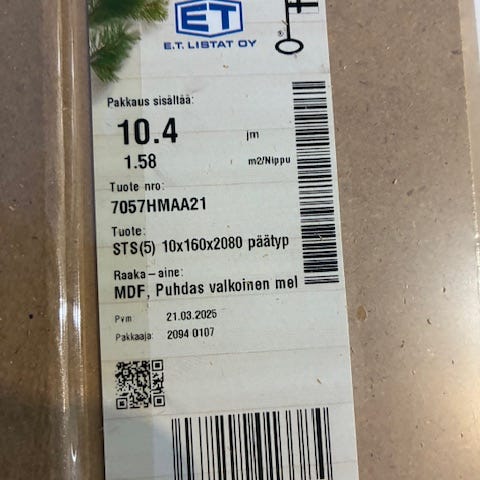 ET
E.T. LISTAT OY
Pakkaus sisältää:
10.4 jm
1.58 m2/Nippu
Tuote nro:
7057HMAA21
Tuote:
STS(5) 10x160x2080 päätyp
Raaka-aine:
MDF, Puhdas valkoinen mel
Pvm 21.03.2025
Pakkaaja: 2094 0107